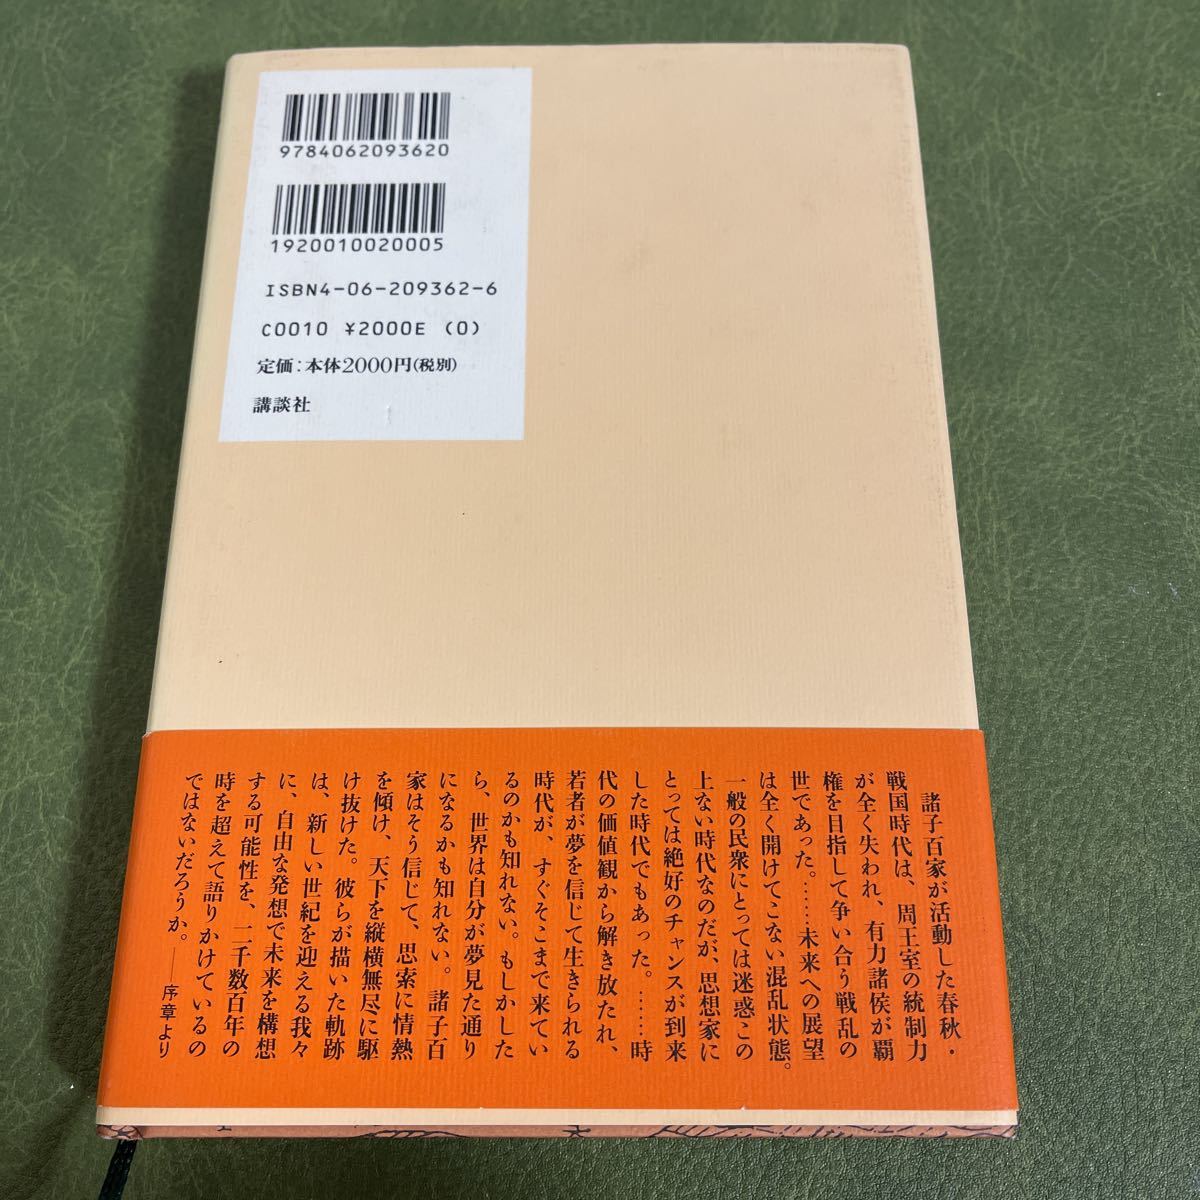 9784062093620
1920010020005
ISBN4-06-209362-6
C0010 ¥2000E (0)
定価：本体2000円(税別)
講談社
諸子百家が活動した春秋・
戦国時代は、周王室の統制力
が全く失われ、有力諸侯が覇
権を目指して争い合う戦乱の
世であった。……未来への展望
は全く開けてこない混乱状態。
一般の民衆にとっては迷惑この
上ない時代なのだが、思想家に
とっては絶好のチャンスが到来
した時代でもあった。……時
代の価値観から解き放たれ、
若者が夢を信じて生きられる
時代が、すぐそこまで来てい
るのかも知れない。もしかした
ら、世界は自分が夢見た通り
になるかも知れない。諸子百
家はそう信じて、思索に情熱
を傾け、天下を縦横無尽に駆
け抜けた。彼らが描いた軌跡
は、新しい世紀を迎える我々
に、自由な発想で未来を構想
する可能性を、二千数百年の
時を超えて語りかけているの
ではないだろうか。——序章より